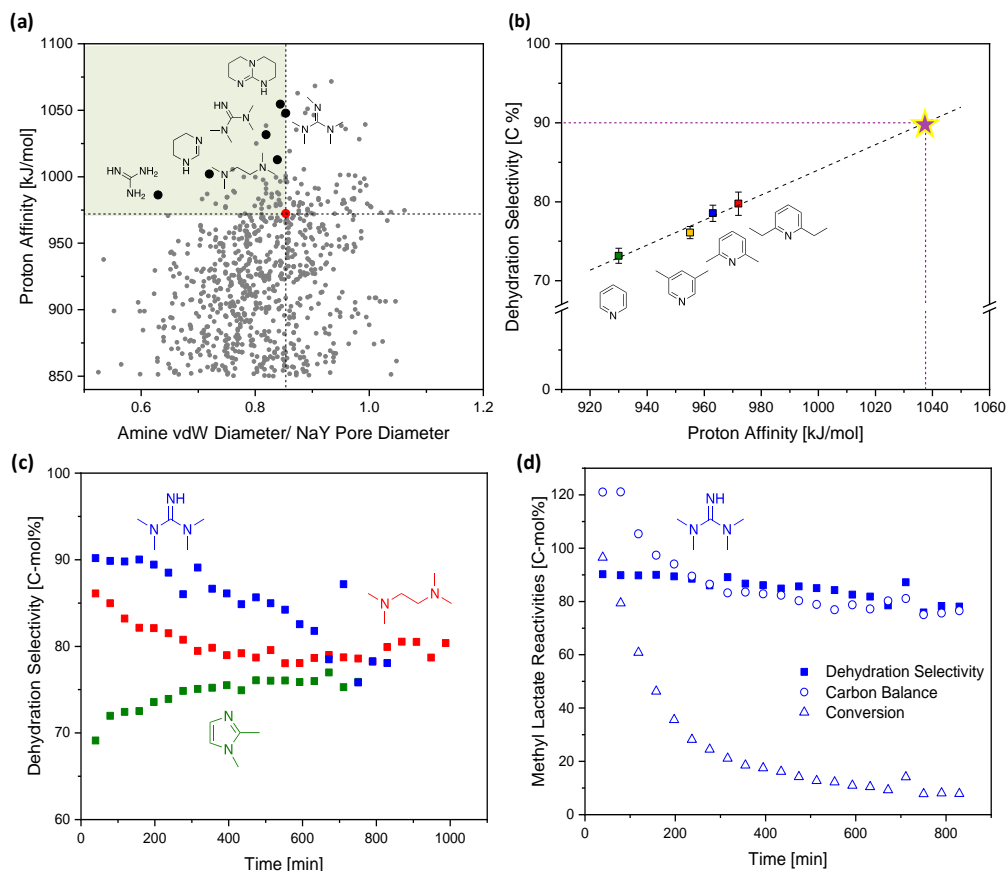 (a)
1100
1050
1000
950
900
850
Proton Affinity [kJ/mol]
N
N
N
H
NH
N
N
N
N
N
N
N
H
N
N
HN
NH2
NH2
0.6
0.8
1.0
1.2
Amine vdW Diameter/ NaY Pore Diameter
(b)
100
90
80
70
0
Dehydration Selectivity [C %]
N
N
N
N
920
940
960
980
1000
1020
1040
1060
Proton Affinity [kJ/mol]
(c)
100
90
80
70
60
Dehydration Selectivity [C-mol%]
NH
N
N
N
N
N
N
0
200
400
600
800
1000
Time [min]
(d)
120
100
80
60
40
20
0
Methyl Lactate Reactivities [C-mol%]
NH
N
N
Dehydration Selectivity
Carbon Balance
Conversion
0
200
400
600
800
Time [min]